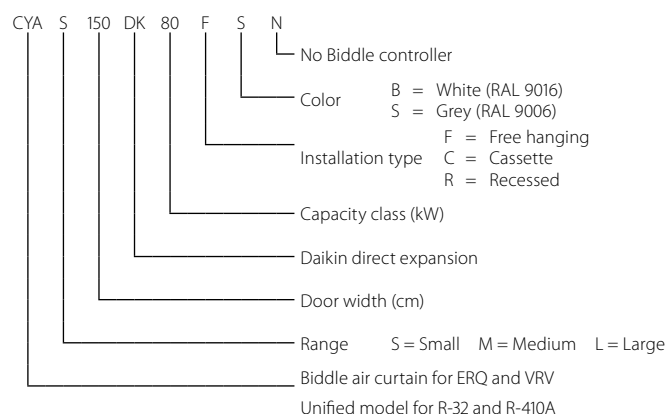 CYA S 150 DK 80 F S N
No Biddle controller
Color B = White (RAL 9016)
S = Grey (RAL 9006)
Installation type F = Free hanging
C = Cassette
R = Recessed
Capacity class (kW)
Daikin direct expansion
Door width (cm)
Range S = Small M = Medium L = Large
Biddle air curtain for ERQ and VRV
Unified model for R-32 and R-410A